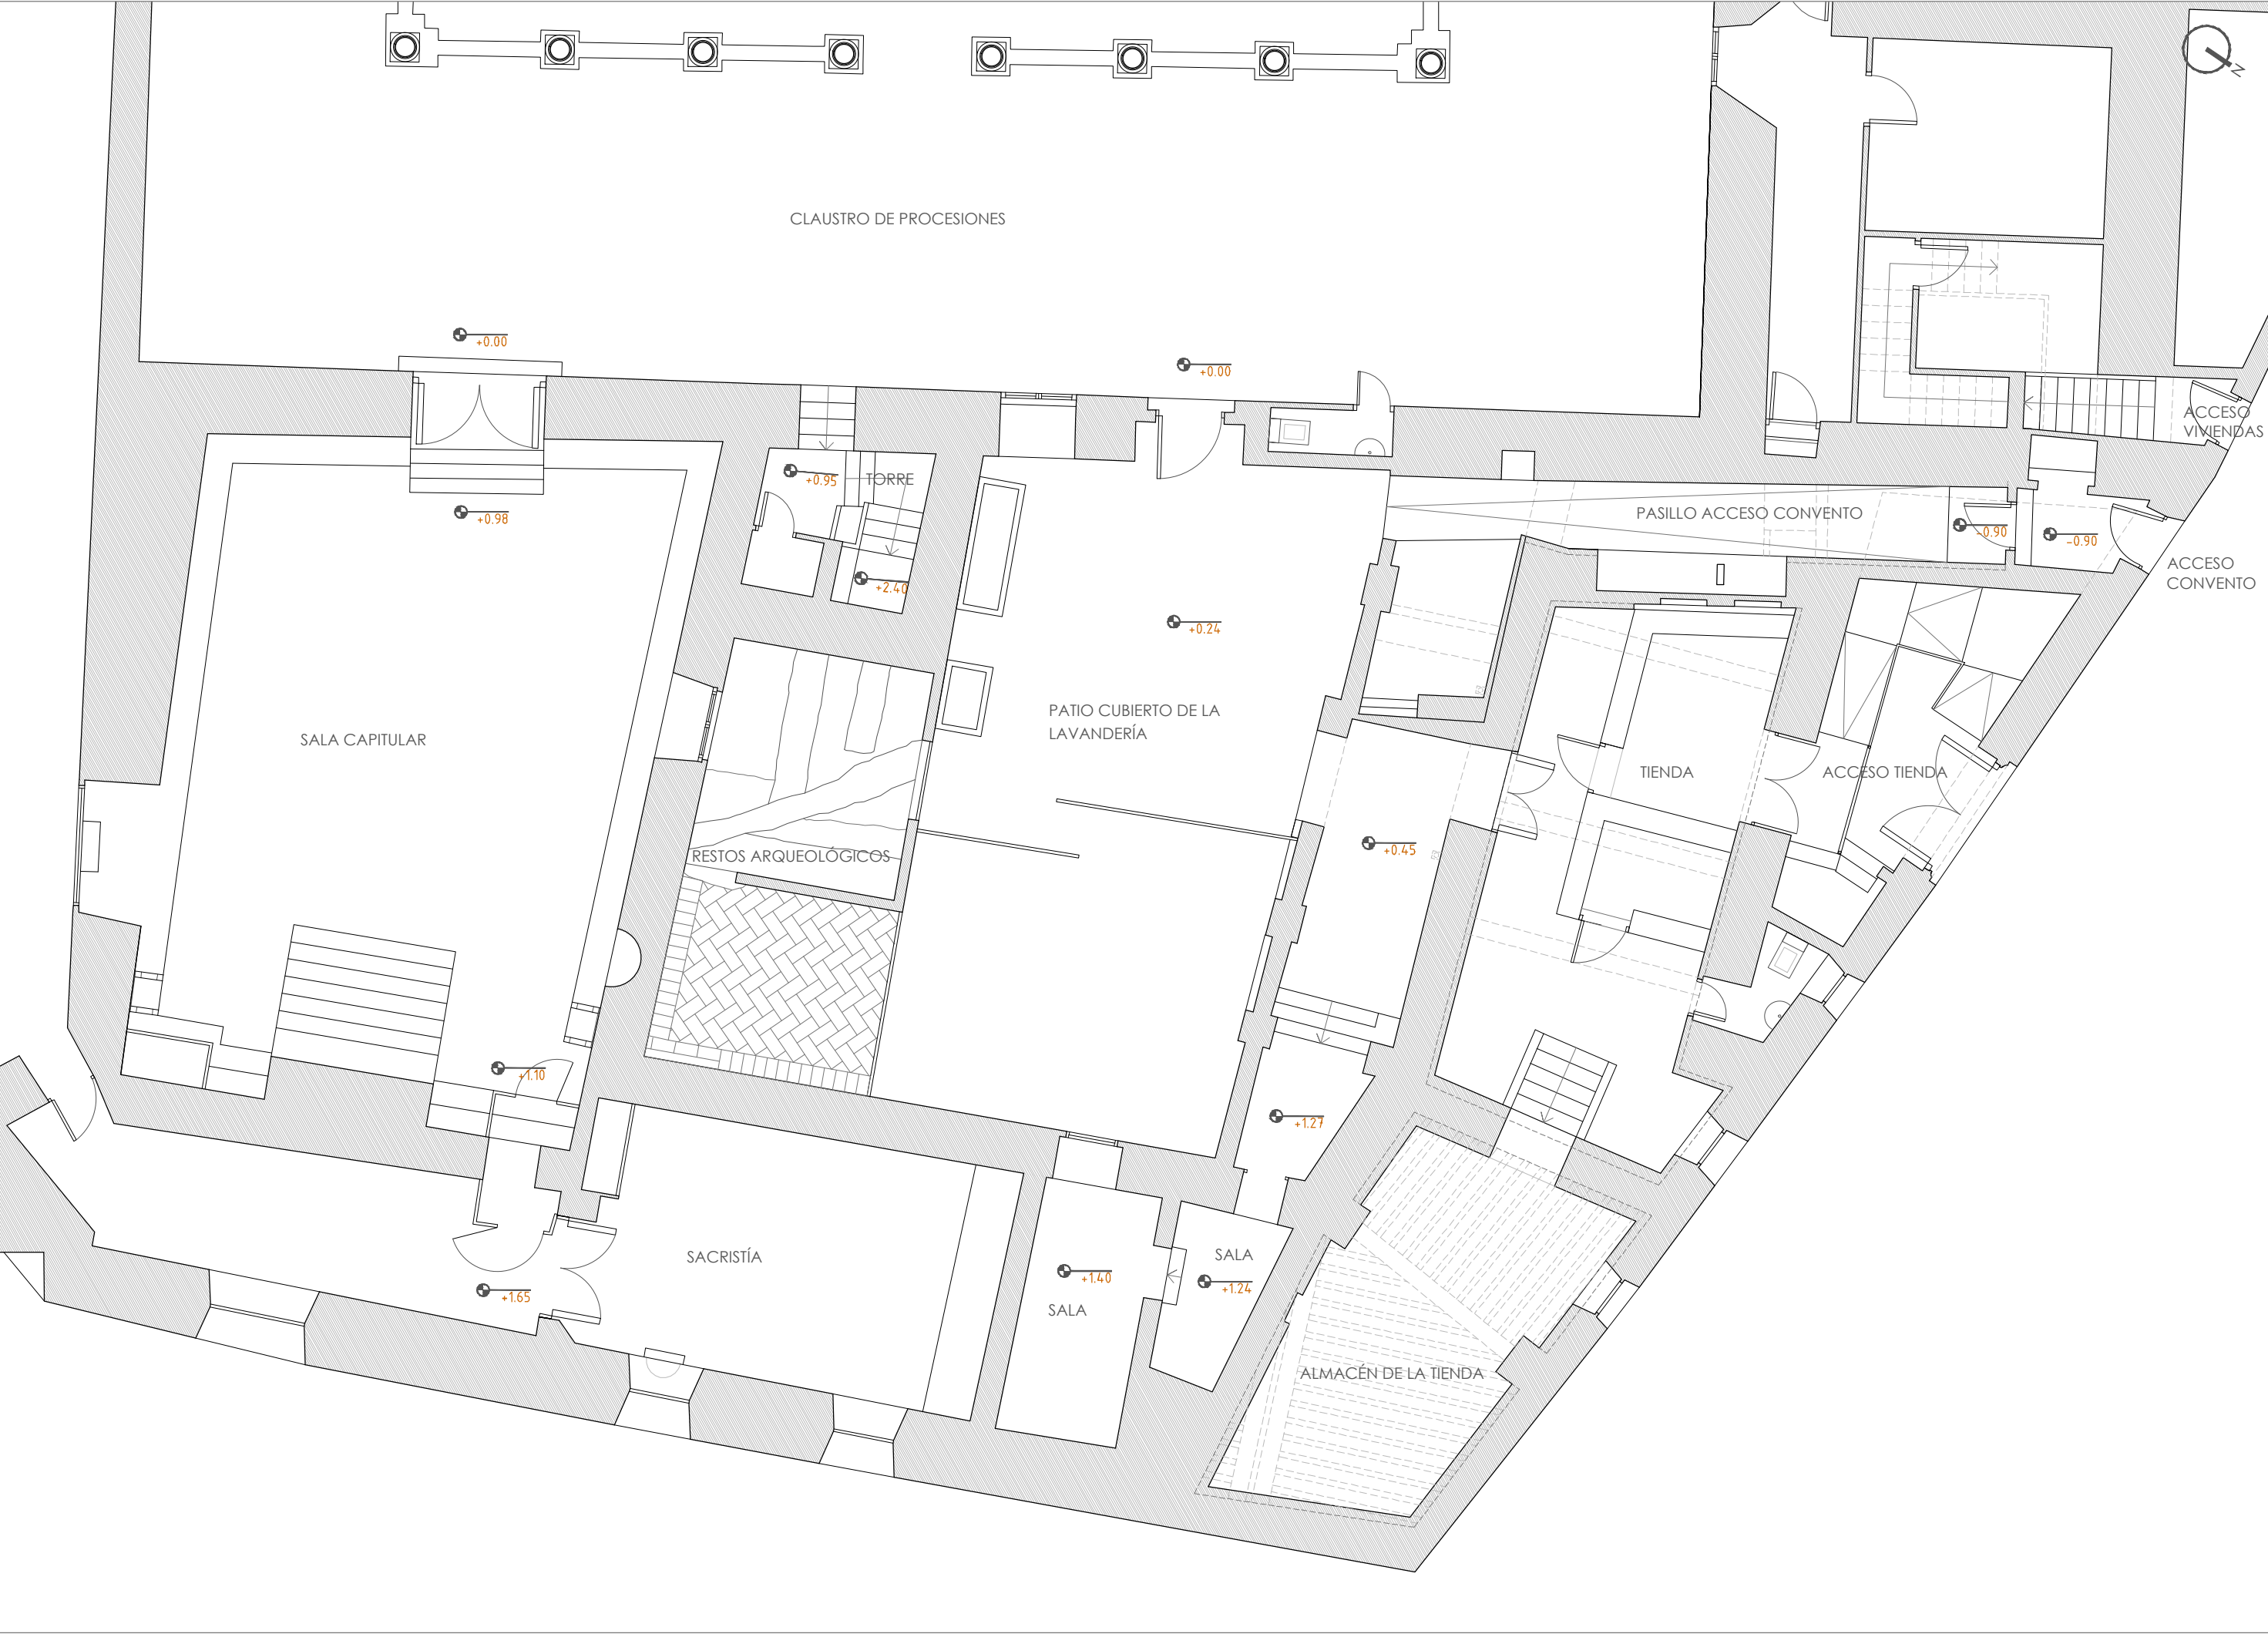 N
CLAUSTRO DE PROCESIONES
+0.00
+0.00
ACCESO
VIVIENDAS
+0.95
TORRE
+0.98
PASILLO ACCESO CONVENTO
-0.90
-0.90
ACCESO
CONVENTO
+2.40
+0.24
PATIO CUBIERTO DE LA
LAVANDERÍA
SALA CAPITULAR
TIENDA
ACCESO TIENDA
+0.45
RESTOS ARQUEOLÓGICOS
+1.10
+1.27
SACRISTÍA
SALA
+1.40
+1.24
+1.65
SALA
ALMACÉN DE LA TIENDA